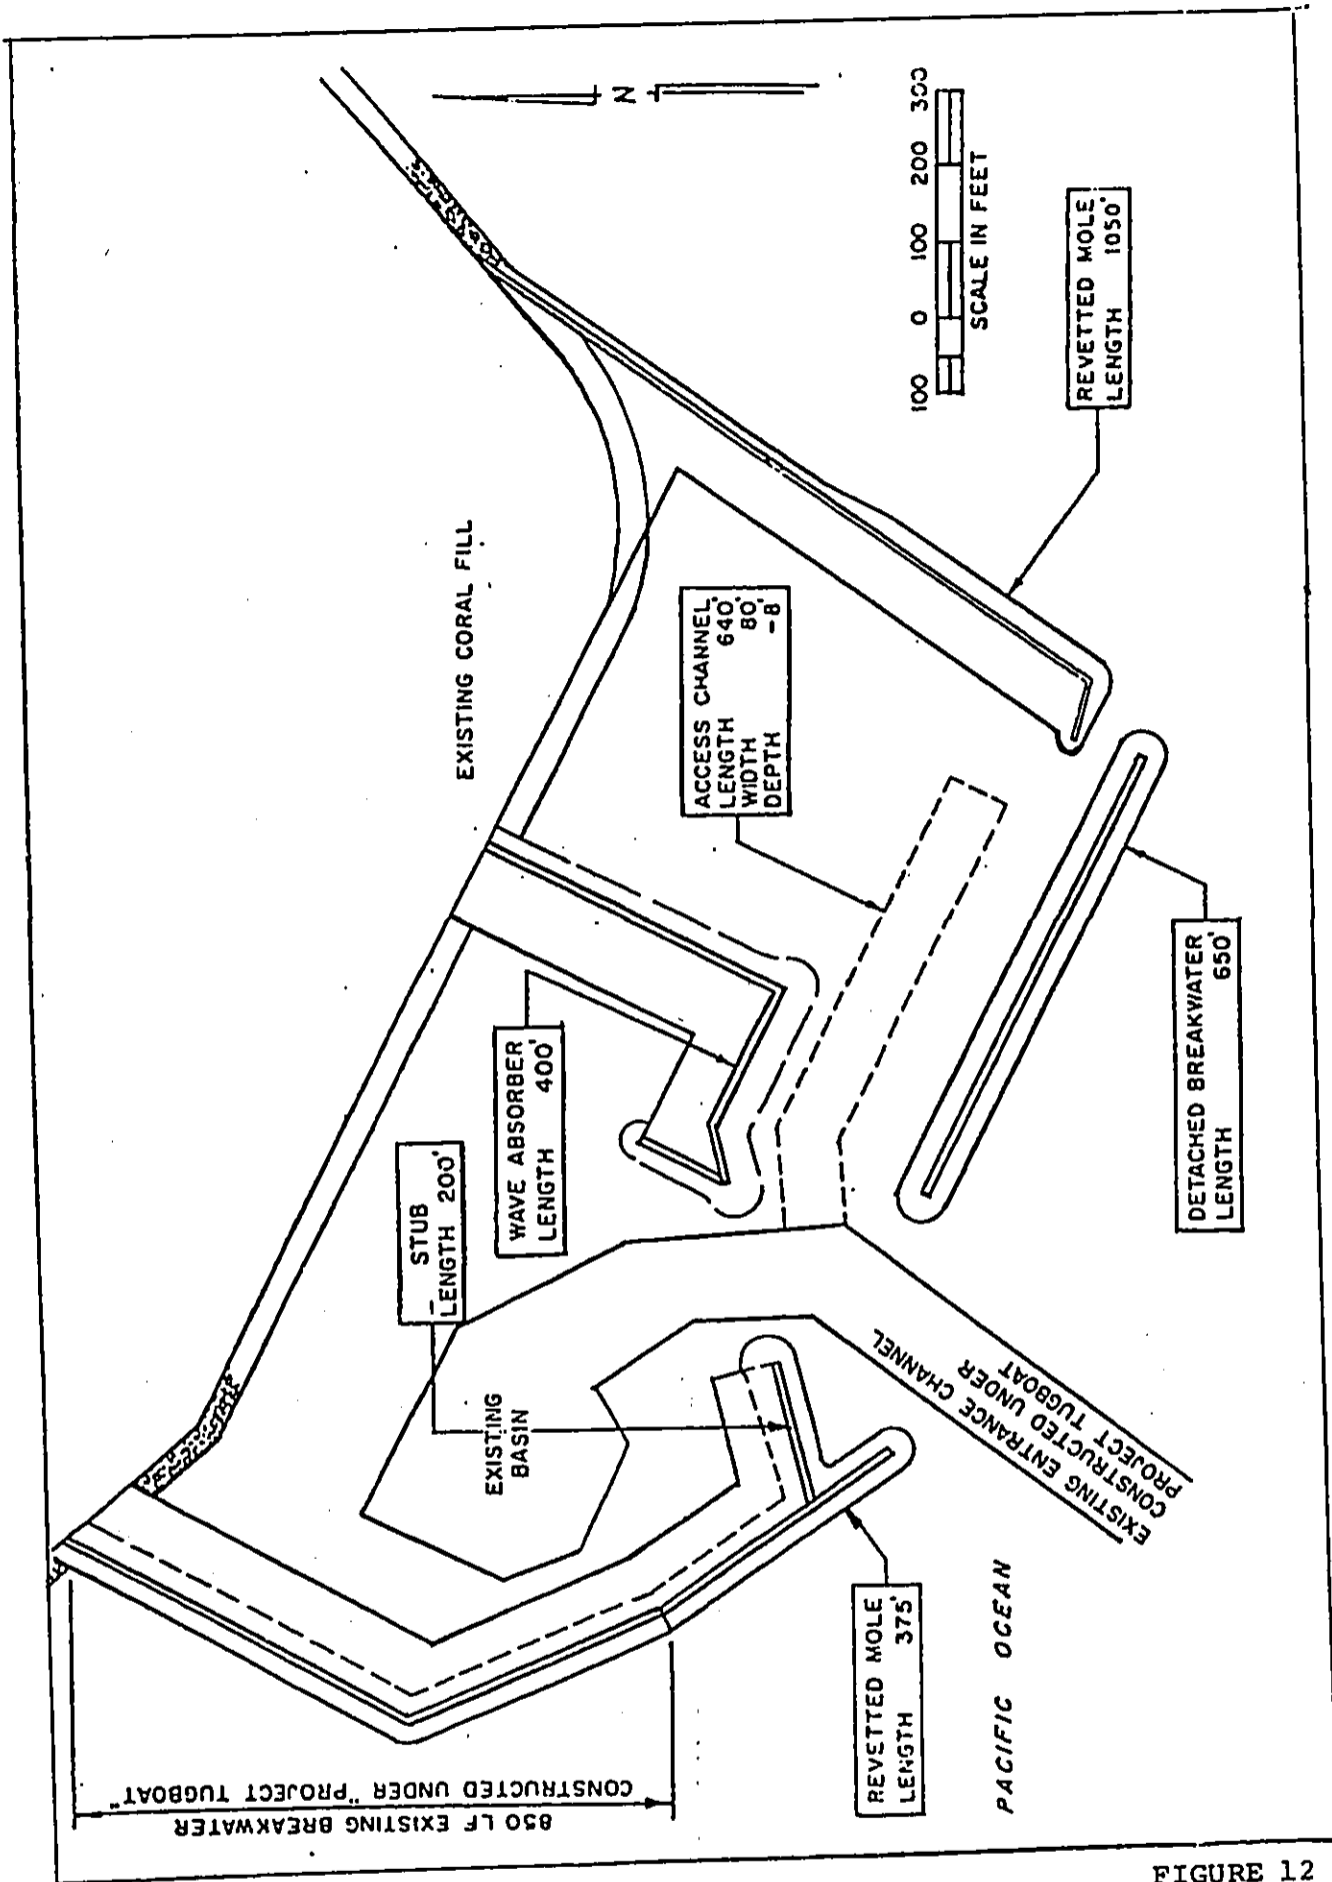 N
100 0 100 200 300
SCALE IN FEET
EXISTING CORAL FILL
REVETTED MOLE
LENGTH 1050'
ACCESS CHANNEL
LENGTH 640'
WIDTH 80'
DEPTH -8'
STUB
LENGTH 200'
WAVE ABSORBER
LENGTH 400'
EXISTING
BASIN
DETACHED BREAKWATER
LENGTH 650'
EXISTING ENTRANCE CHANNEL
CONSTRUCTED UNDER
PROJECT TUGBOAT
REVETTED MOLE
LENGTH 375'
PACIFIC OCEAN
850 LF EXISTING BREAKWATER
CONSTRUCTED UNDER "PROJECT TUGBOAT"
FIGURE 12